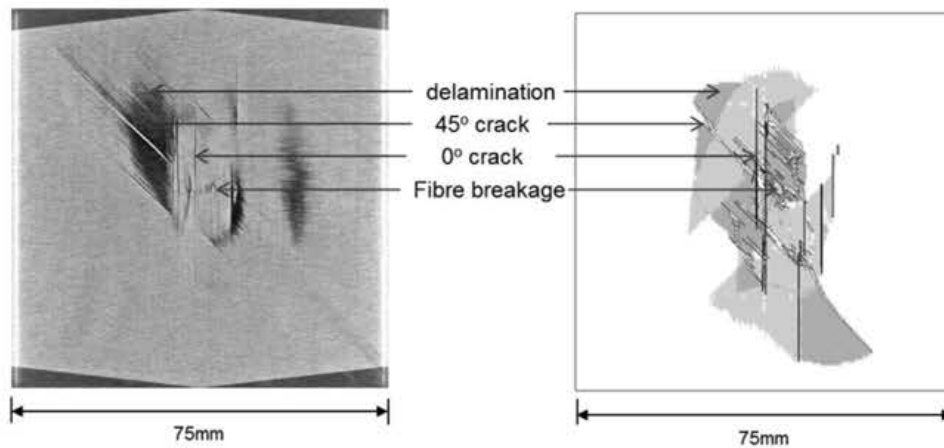 delamination
45° crack
0° crack
Fibre breakage
75mm
75mm